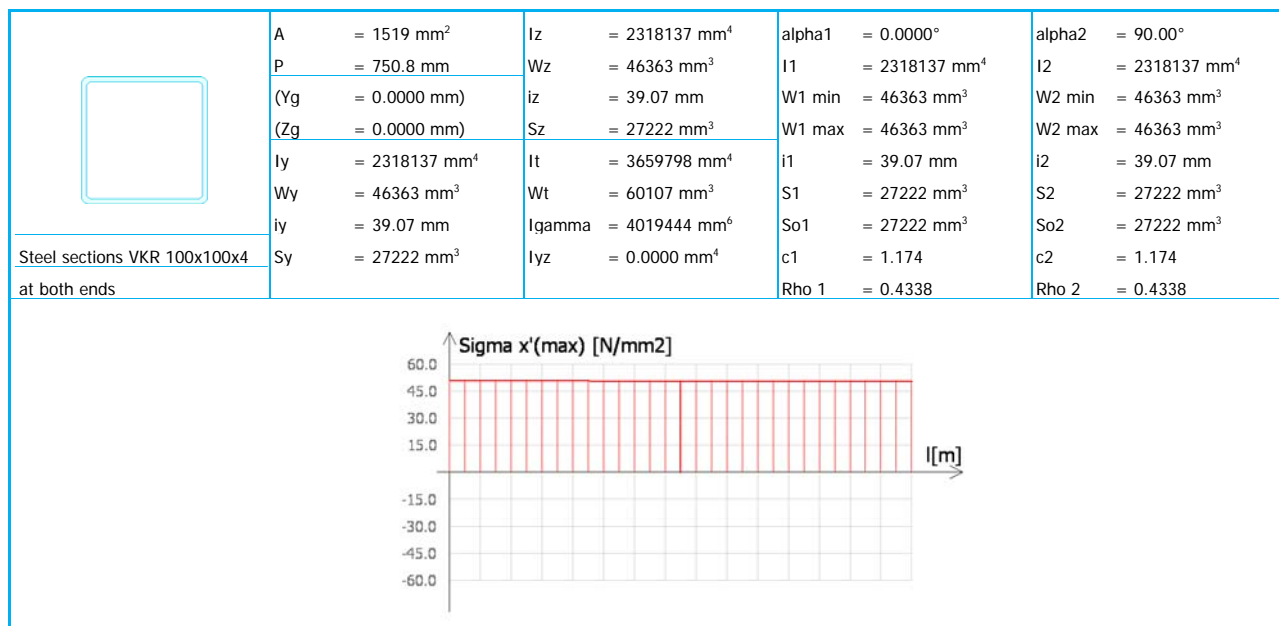 A = 1519 mm² Iz = 2318137 mm⁴ alpha1 = 0.0000° alpha2 = 90.00°
P = 750.8 mm Wz = 46363 mm³ I1 = 2318137 mm⁴ I2 = 2318137 mm⁴
(Yg = 0.0000 mm) iz = 39.07 mm W1 min = 46363 mm³ W2 min = 46363 mm³
(Zg = 0.0000 mm) Sz = 27222 mm³ W1 max = 46363 mm³ W2 max = 46363 mm³
Iy = 2318137 mm⁴ It = 3659798 mm⁴ i1 = 39.07 mm i2 = 39.07 mm
Wy = 46363 mm³ Wt = 60107 mm³ S1 = 27222 mm³ S2 = 27222 mm³
iy = 39.07 mm Igamma = 4019444 mm⁶ So1 = 27222 mm³ So2 = 27222 mm³
Steel sections VKR 100x100x4 Sy = 27222 mm³ Iyz = 0.0000 mm⁴ c1 = 1.174 c2 = 1.174
at both ends Rho 1 = 0.4338 Rho 2 = 0.4338
Sigma x'(max) [N/mm2]
60.0
45.0
30.0
15.0
l[m]
-15.0
-30.0
-45.0
-60.0